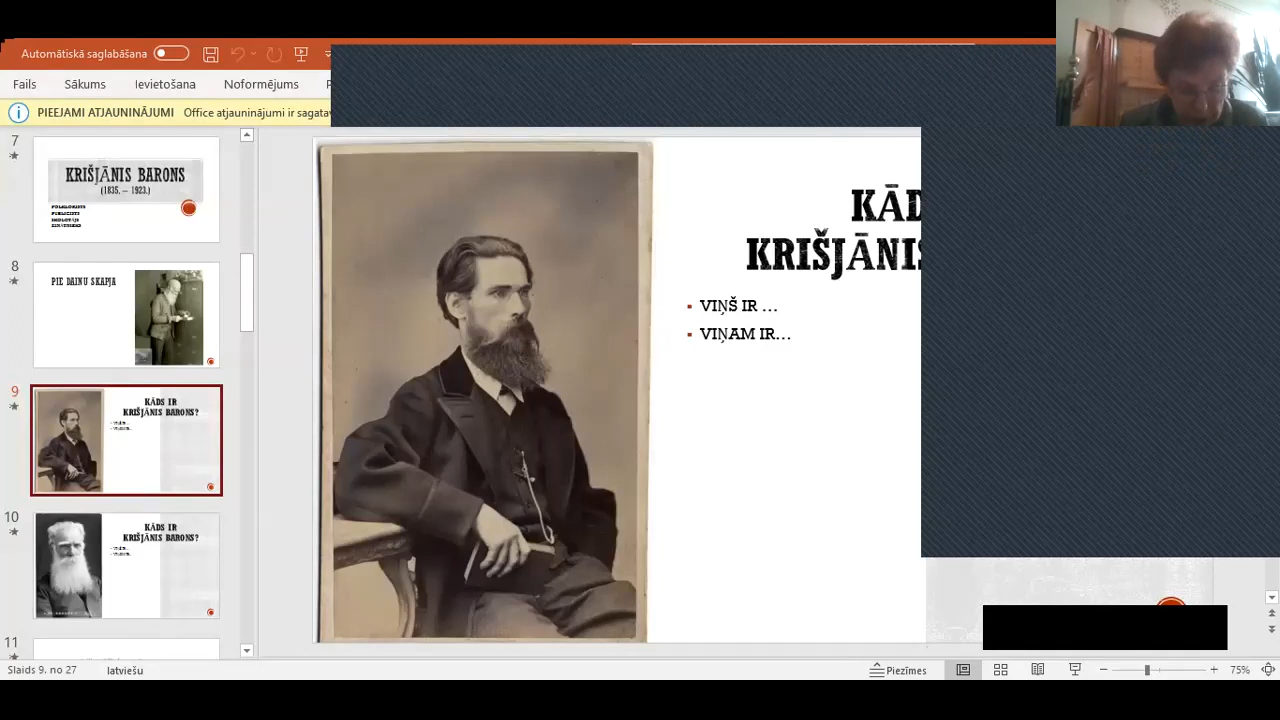 Automātiskā saglabāšana
Fails Sākums Ievietošana Noformējums
PIEEJAMI ATJAUNINĀJUMI Office atjauninājumi ir sagatav
7
KRIŠJĀNIS BARONS
(1835. – 1923.)
8
PIE DAINU SKAPJA
9
KĀDS IR
KRIŠJĀNIS BARONS?
10
KĀDS IR
KRIŠJĀNIS BARONS?
11
KĀD
KRIŠJĀNIS
VIŅŠ IR ...
VIŅAM IR...
Slaids 9. no 27 latviešu Piezīmes 75%